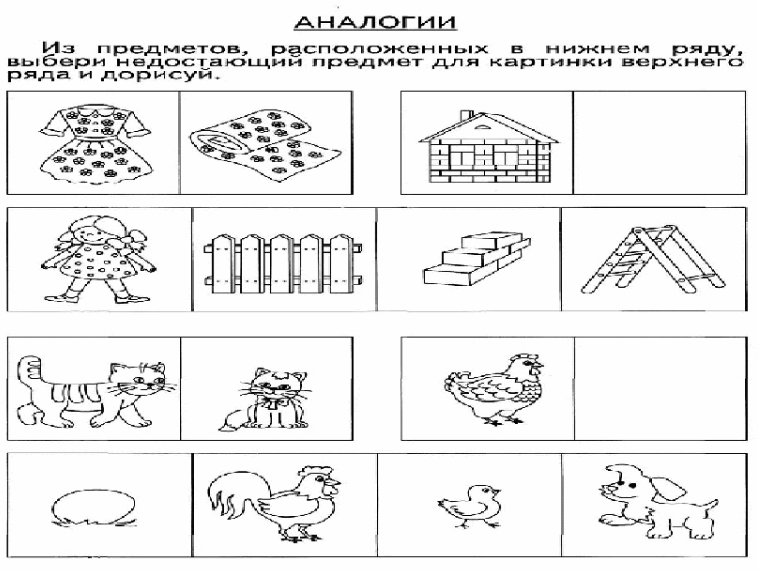 АНАЛОГИИ
Из предметов, расположенных в нижнем ряду,
выбери недостающий предмет для картинки верхнего
ряда и дорисуй.